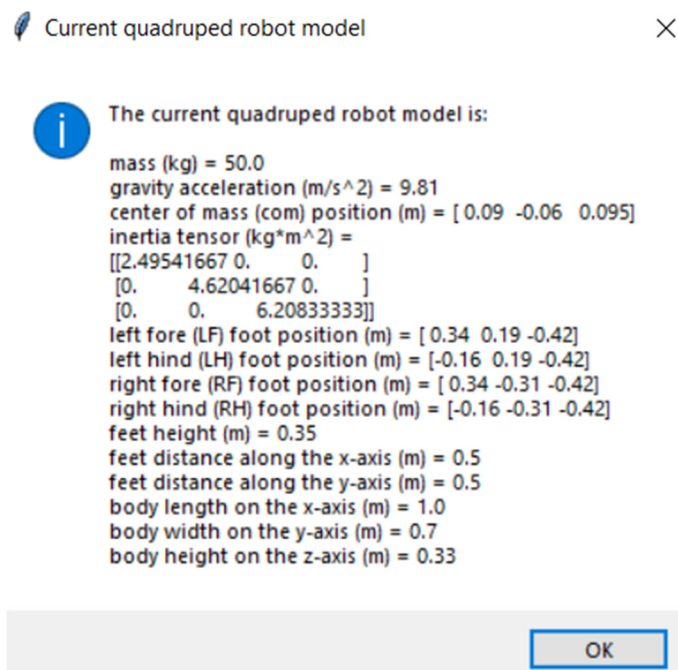 Current quadruped robot model
The current quadruped robot model is:
mass (kg) = 50.0
gravity acceleration (m/s^2) = 9.81
center of mass (com) position (m) = [ 0.09 -0.06 0.095]
inertia tensor (kg*m^2) =
[[2.49541667 0. 0. ]
[0. 4.62041667 0. ]
[0. 0. 6.20833333]]
left fore (LF) foot position (m) = [ 0.34 0.19 -0.42]
left hind (LH) foot position (m) = [-0.16 0.19 -0.42]
right fore (RF) foot position (m) = [ 0.34 -0.31 -0.42]
right hind (RH) foot position (m) = [-0.16 -0.31 -0.42]
feet height (m) = 0.35
feet distance along the x-axis (m) = 0.5
feet distance along the y-axis (m) = 0.5
body length on the x-axis (m) = 1.0
body width on the y-axis (m) = 0.7
body height on the z-axis (m) = 0.33
OK